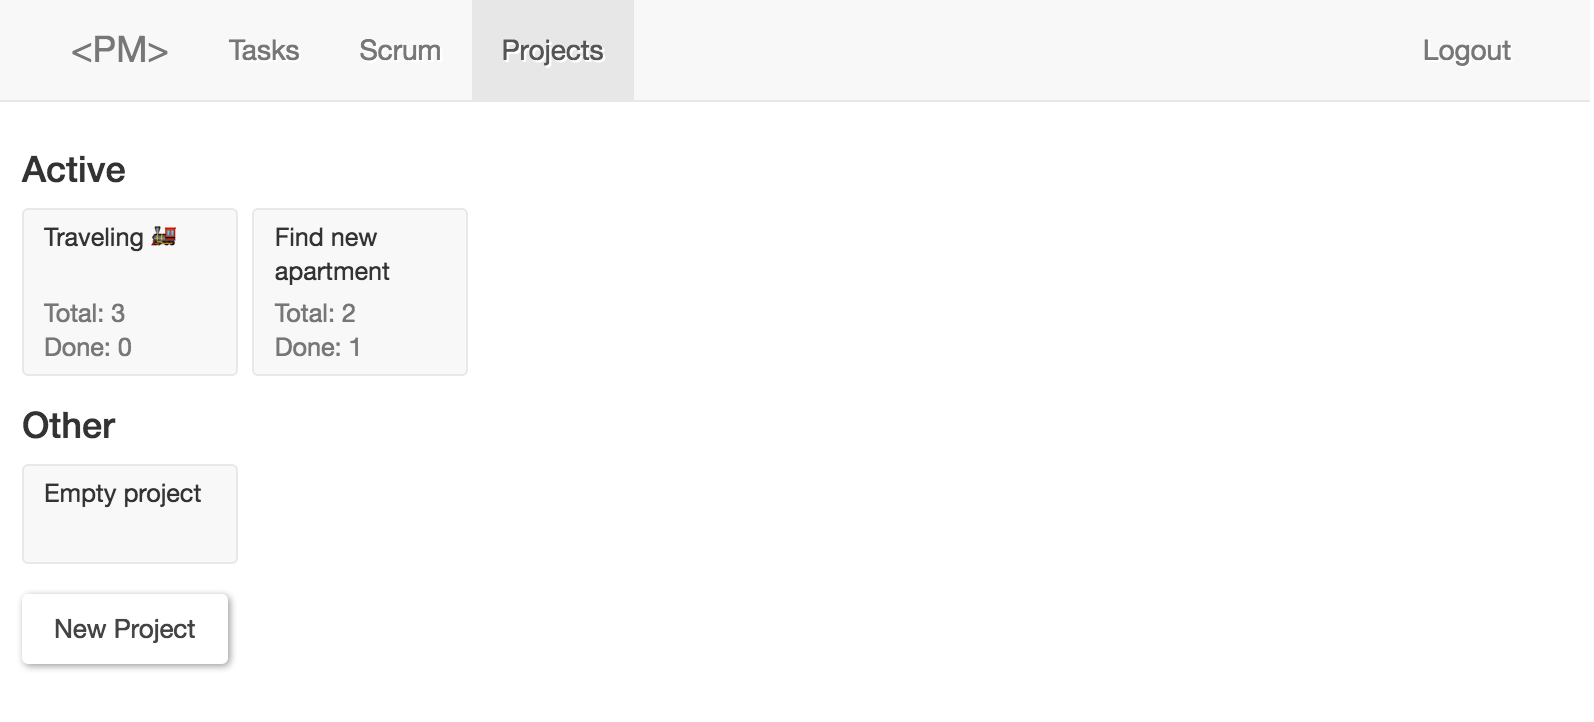 <PM> Tasks Scrum Projects Logout
Active
Traveling 🚂
Total: 3
Done: 0
Find new
apartment
Total: 2
Done: 1
Other
Empty project
New Project